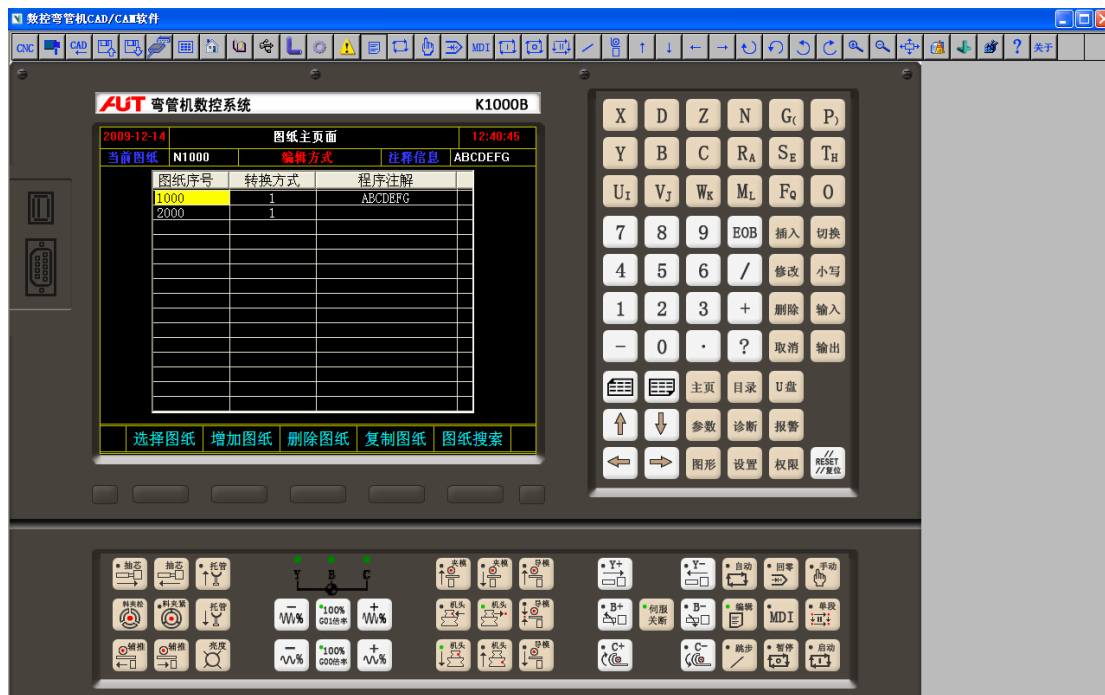 数控弯管机CAD/CAM软件
CNC CAD MDI ? 关于
FUT 弯管机数控系统 K1000B
2009-12-14 图纸主页面 12:40:45
当前图纸 N1000 编辑方式 注释信息 ABCDEFG
图纸序号 转换方式 程序注解
1000 1 ABCDEFG
2000 1
选择图纸 增加图纸 删除图纸 复制图纸 图纸搜索
X D Z N G( P)
Y B C RA SE TH
UI VJ WK ML FQ O
7 8 9 EOB 插入 切换
4 5 6 / 修改 小写
1 2 3 + 删除 输入
- 0 · ? 取消 输出
主页 目录 U盘
参数 诊断 报警
图形 设置 权限 // RESET //复位
Y B C
抽芯 抽芯 托管 夹模 夹模 导模 Y+ Y- 自动 回零 手动
料夹松 料夹紧 托管 - % 100% G01倍率 + % 机头 机头 导模 B+ 伺服关断 B- 编辑 MDI 单段
辅推 辅推 亮度 - % 100% G00倍率 + % 机头 机头 导模 C+ C- 跳步 暂停 启动